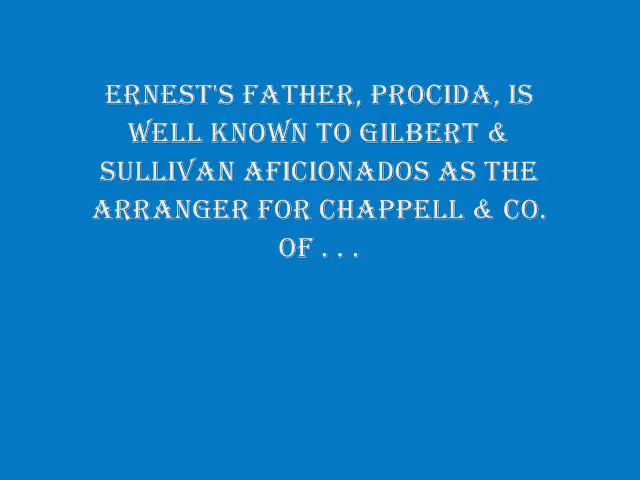 ERNEST'S FATHER, PROCIDA, IS
WELL KNOWN TO GILBERT &
SULLIVAN AFICIONADOS AS THE
ARRANGER FOR CHAPPELL & CO.
OF . . .